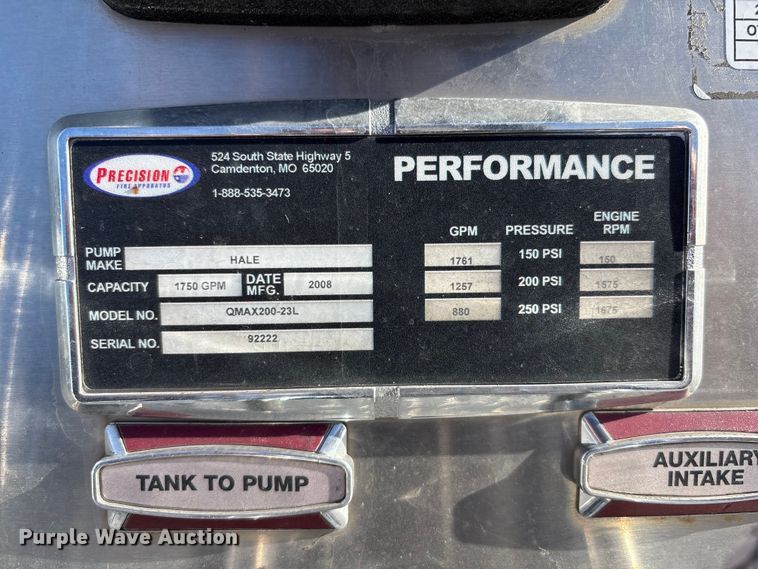 PRECISION
FIRE APPARATUS
524 South State Highway 5
Camdenton, MO 65020
1-888-535-3473
PERFORMANCE
GPM PRESSURE ENGINE RPM
PUMP MAKE HALE
CAPACITY 1750 GPM DATE MFG. 2008
MODEL NO. QMAX200-23L
SERIAL NO. 92222
1761 150 PSI 150
1257 200 PSI 1575
880 250 PSI 1675
TANK TO PUMP
AUXILIARY
INTAKE
Purple Wave Auction